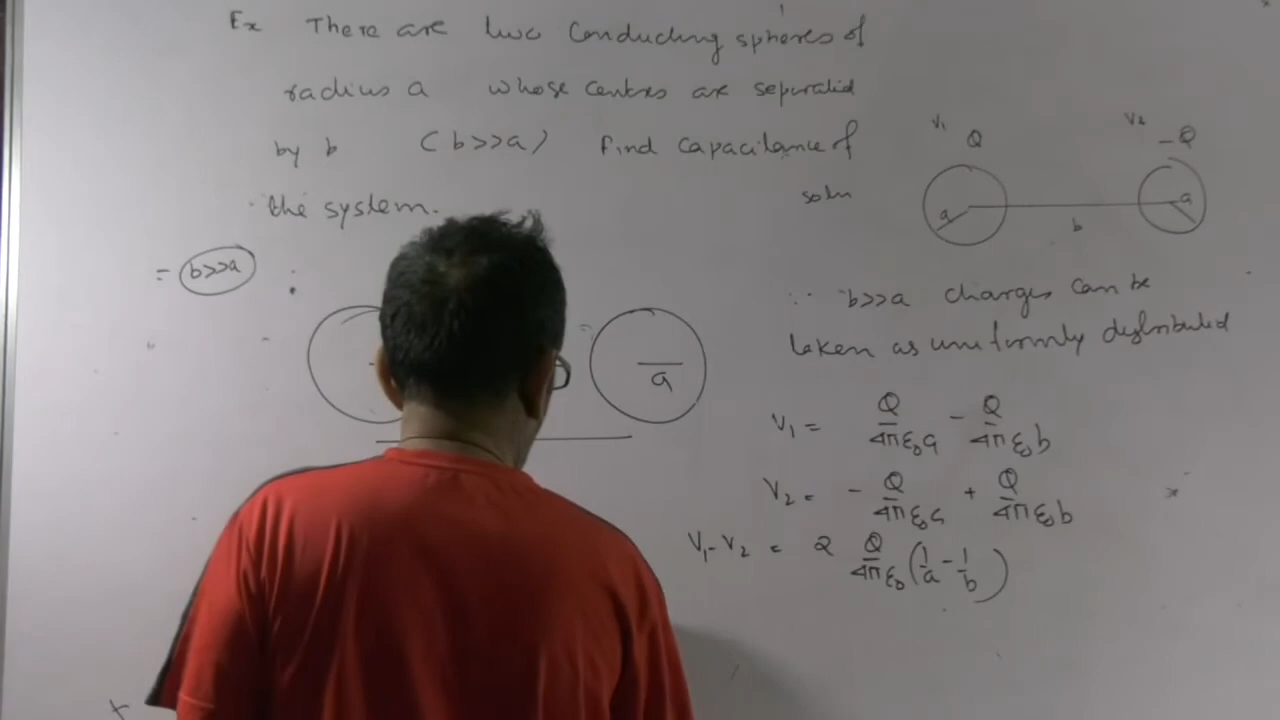 Ex There are two conducting spheres of
radius a whose centres are separated
by b (b>>a) Find capacitance of
the system.
= b>>a :
a
soln
V₁ Q V₂ -Q
a b a
∵ b>>a charges can be
taken as uniformly distributed
V₁ = Q/4πε₀a - Q/4πε₀b
V₂ = - Q/4πε₀a + Q/4πε₀b
V₁-V₂ = 2 Q/4πε₀ (1/a - 1/b)